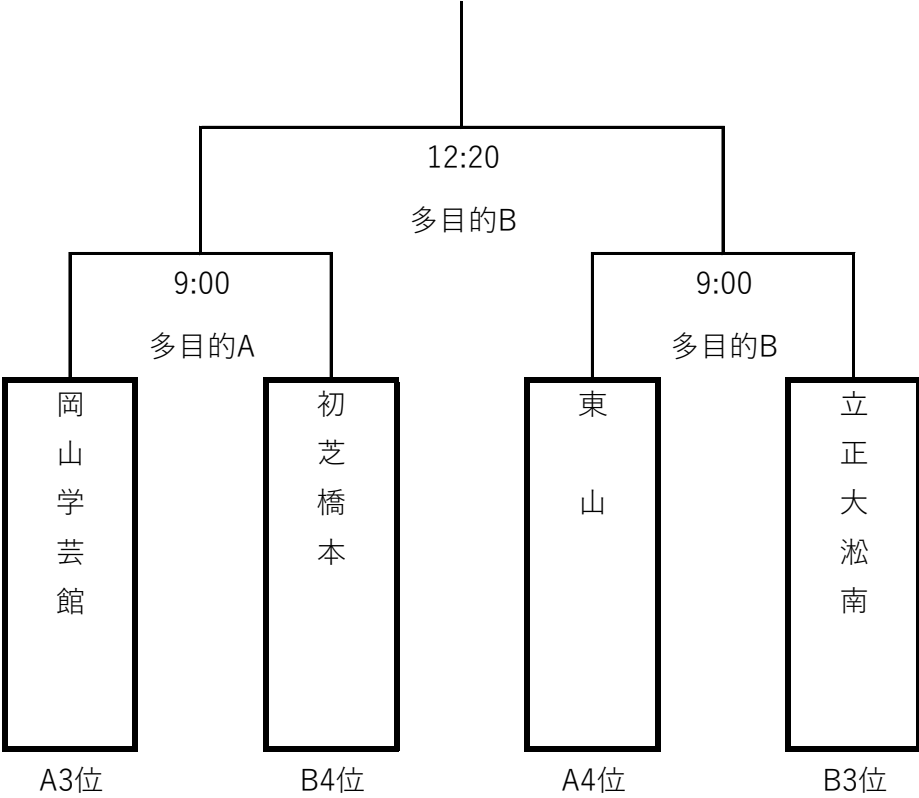 12:20
多目的B
9:00
多目的A
9:00
多目的B
岡山学芸館
初芝橋本
東山
立正大淞南
A3位
B4位
A4位
B3位